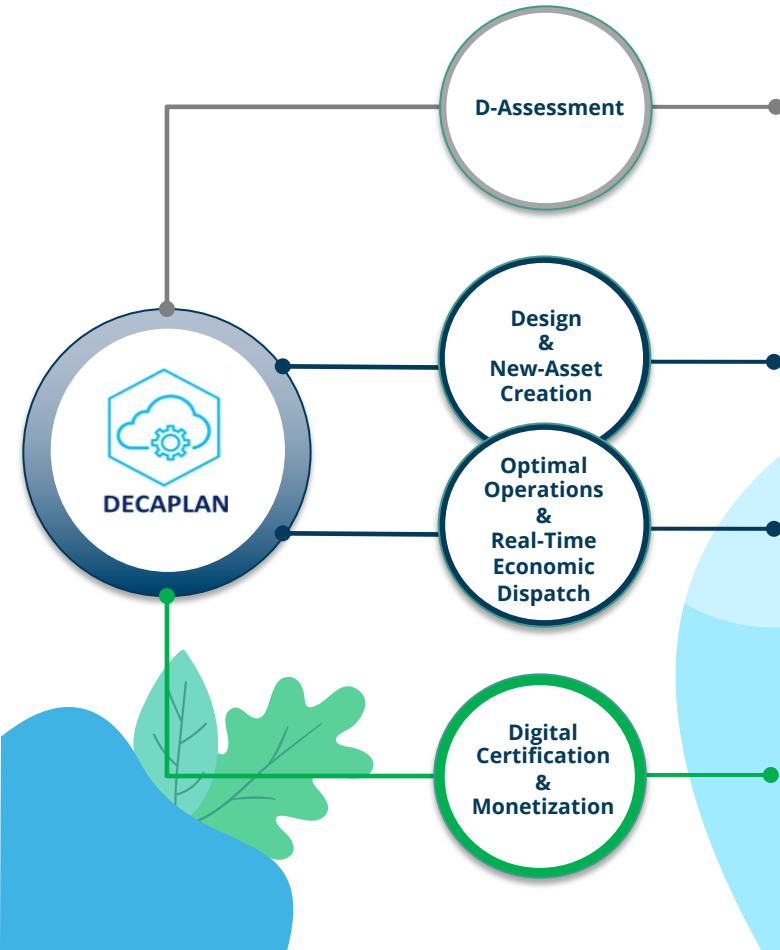 D-Assessment
Design
&
New-Asset
Creation
DECAPLAN
Optimal
Operations
&
Real-Time
Economic
Dispatch
Digital
Certification
&
Monetization